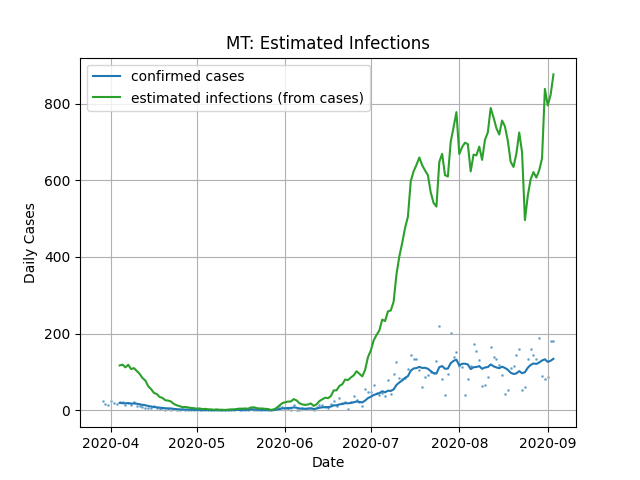 MT: Estimated Infections
confirmed cases
estimated infections (from cases)
Daily Cases
800
600
400
200
0
2020-04 2020-05 2020-06 2020-07 2020-08 2020-09
Date